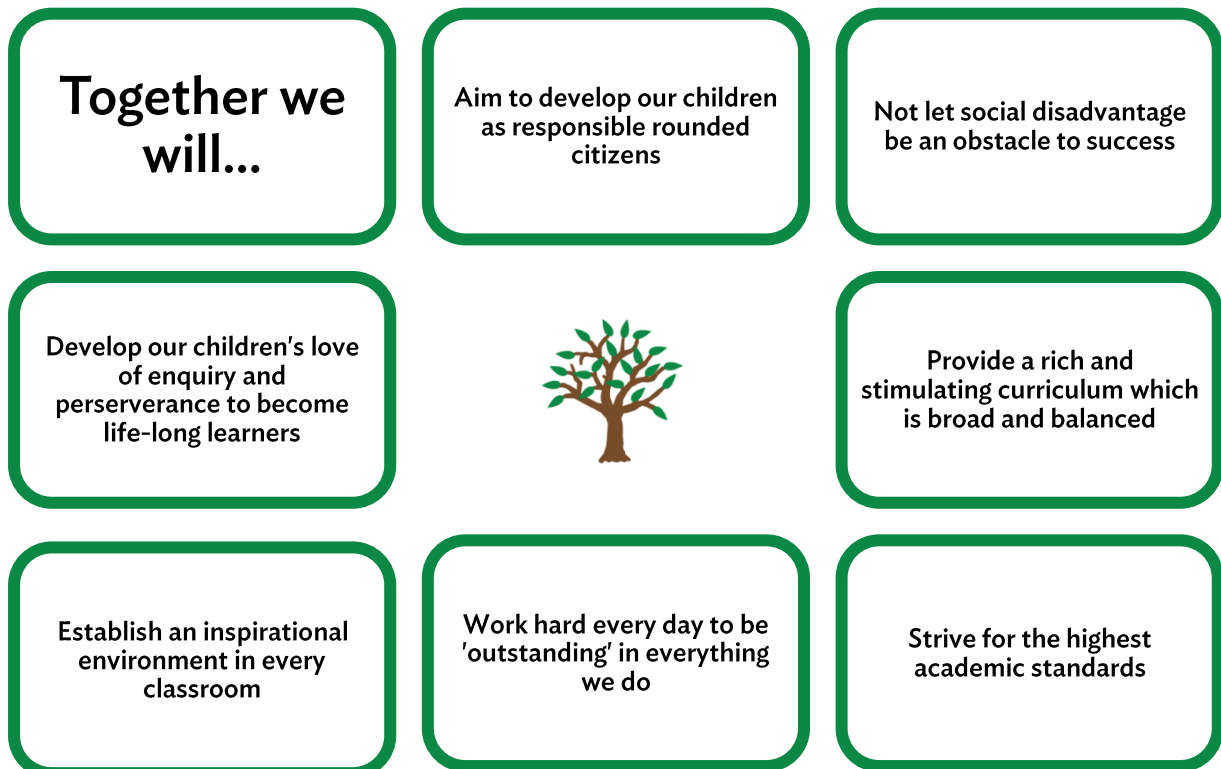 Together we
will...
Aim to develop our children
as responsible rounded
citizens
Not let social disadvantage
be an obstacle to success
Develop our children's love
of enquiry and
perserverance to become
life-long learners
Provide a rich and
stimulating curriculum which
is broad and balanced
Establish an inspirational
environment in every
classroom
Work hard every day to be
'outstanding' in everything
we do
Strive for the highest
academic standards